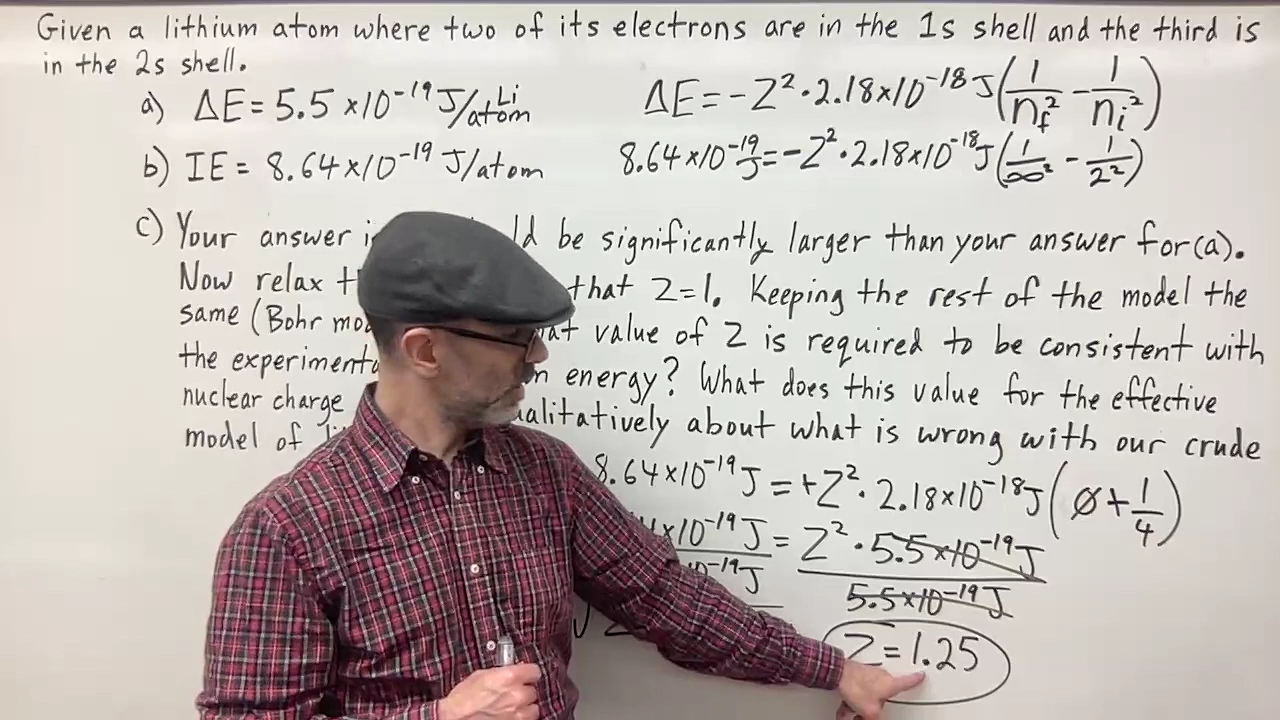 Given a lithium atom where two of its electrons are in the 1s shell and the third is
in the 2s shell.
a) ΔE = 5.5 ×10⁻¹⁹ J/Li atom
ΔE = -Z² · 2.18×10⁻¹⁸ J (1/n_f² - 1/n_i²)
b) IE = 8.64 ×10⁻¹⁹ J/atom
8.64 ×10⁻¹⁹ J = -Z² · 2.18×10⁻¹⁸ J (1/∞² - 1/2²)
c) Your answer be significantly larger than your answer for (a).
Now relax that Z=1. Keeping the rest of the model the
same (Bohr value of Z is required to be consistent with
the energy? What does this value for the effective
nuclear charge qualitatively about what is wrong with our crude
model of
8.64 ×10⁻¹⁹ J = +Z² · 2.18×10⁻¹⁸ J (∅ + 1/4)
×10⁻¹⁹ J = Z² · 5.5×10⁻¹⁹ J
10⁻¹⁹ J 5.5×10⁻¹⁹ J
Z = 1.25